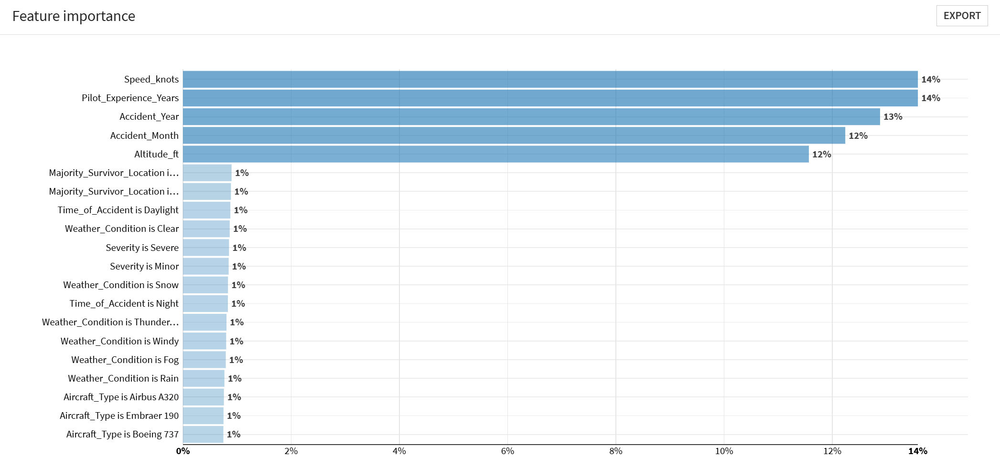 Feature importance
EXPORT
Speed_knots 14%
Pilot_Experience_Years 14%
Accident_Year 13%
Accident_Month 12%
Altitude_ft 12%
Majority_Survivor_Location i... 1%
Majority_Survivor_Location i... 1%
Time_of_Accident is Daylight 1%
Weather_Condition is Clear 1%
Severity is Severe 1%
Severity is Minor 1%
Weather_Condition is Snow 1%
Time_of_Accident is Night 1%
Weather_Condition is Thunder... 1%
Weather_Condition is Windy 1%
Weather_Condition is Fog 1%
Weather_Condition is Rain 1%
Aircraft_Type is Airbus A320 1%
Aircraft_Type is Embraer 190 1%
Aircraft_Type is Boeing 737 1%
0% 2% 4% 6% 8% 10% 12% 14%